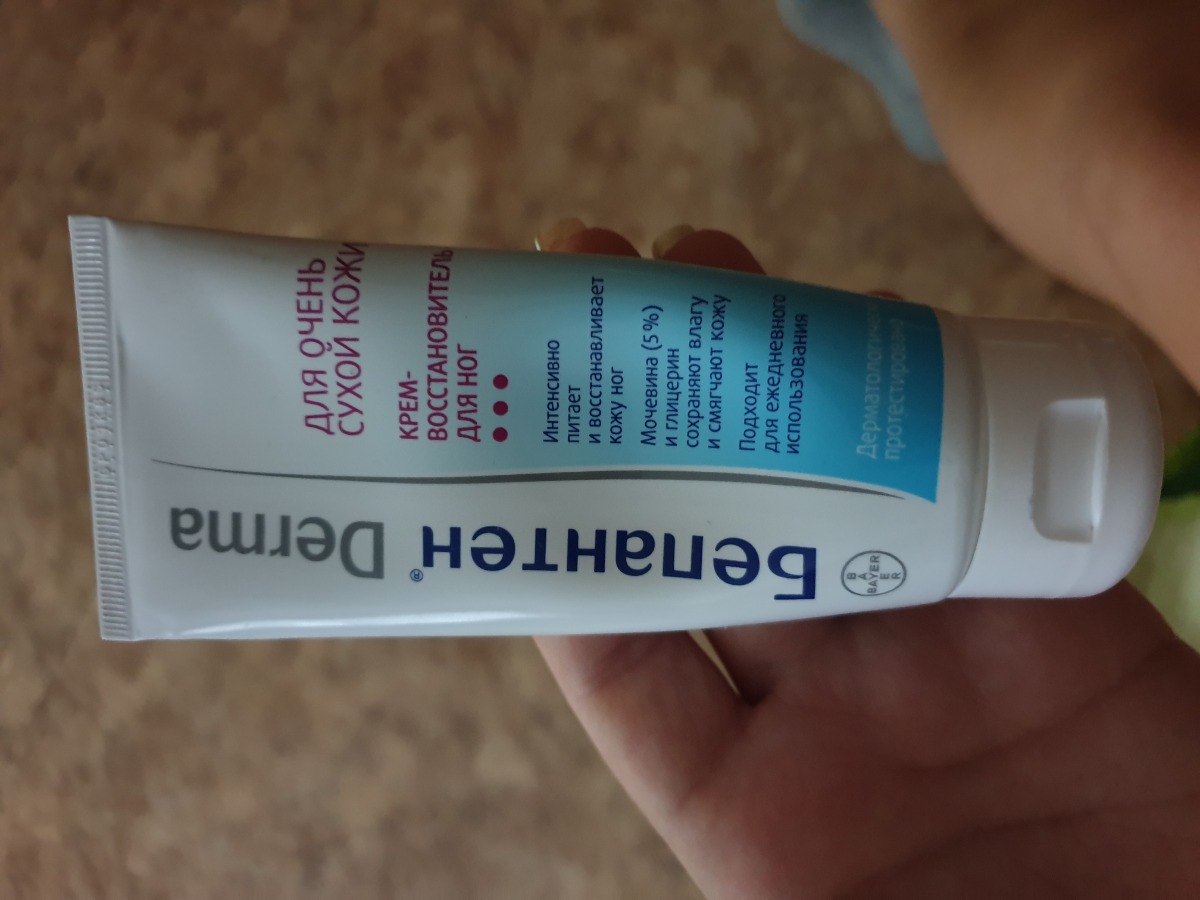 BAYER
Бепантен®
Derma
ДЛЯ ОЧЕНЬ
СУХОЙ КОЖИ
КРЕМ-
ВОССТАНОВИТЕЛЬ
ДЛЯ НОГ
Интенсивно
питает
и восстанавливает
кожу ног
Мочевина (5%)
и глицерин
сохраняют влагу
и смягчают кожу
Подходит
для ежедневного
использования